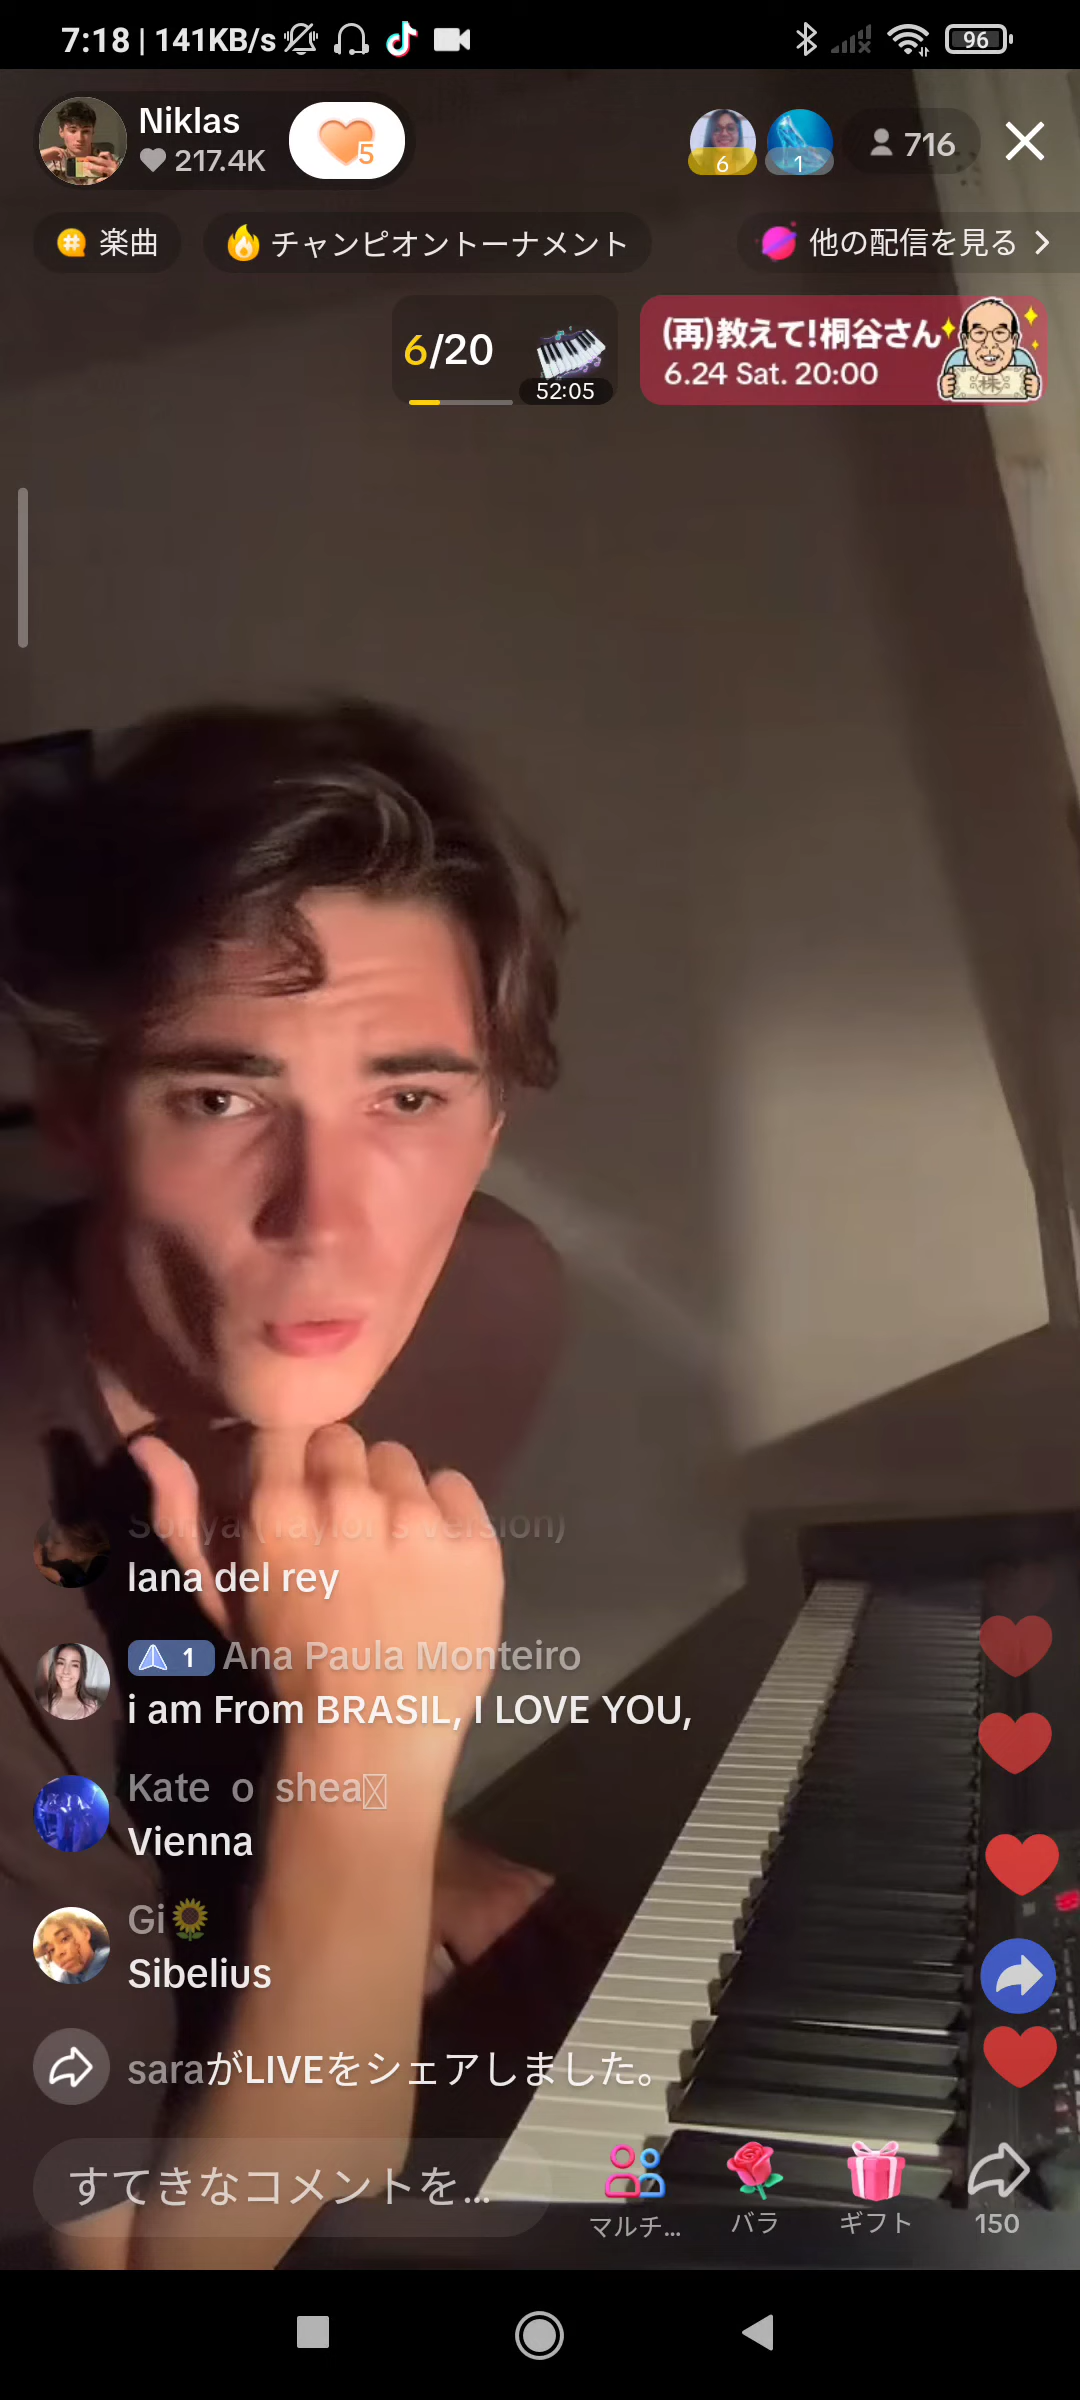 7:18 | 141KB/s
96
Niklas
217.4K
5
6
1
716
楽曲
チャンピオントーナメント
他の配信を見る
6/20
52:05
(再)教えて!桐谷さん
6.24 Sat. 20:00
株
Sonya (Taylor's version)
lana del rey
1 Ana Paula Monteiro
i am From BRASIL, I LOVE YOU,
Kate o shea
Vienna
Gi🌻
Sibelius
saraがLIVEをシェアしました。
すてきなコメントを...
マルチ...
バラ
ギフト
150